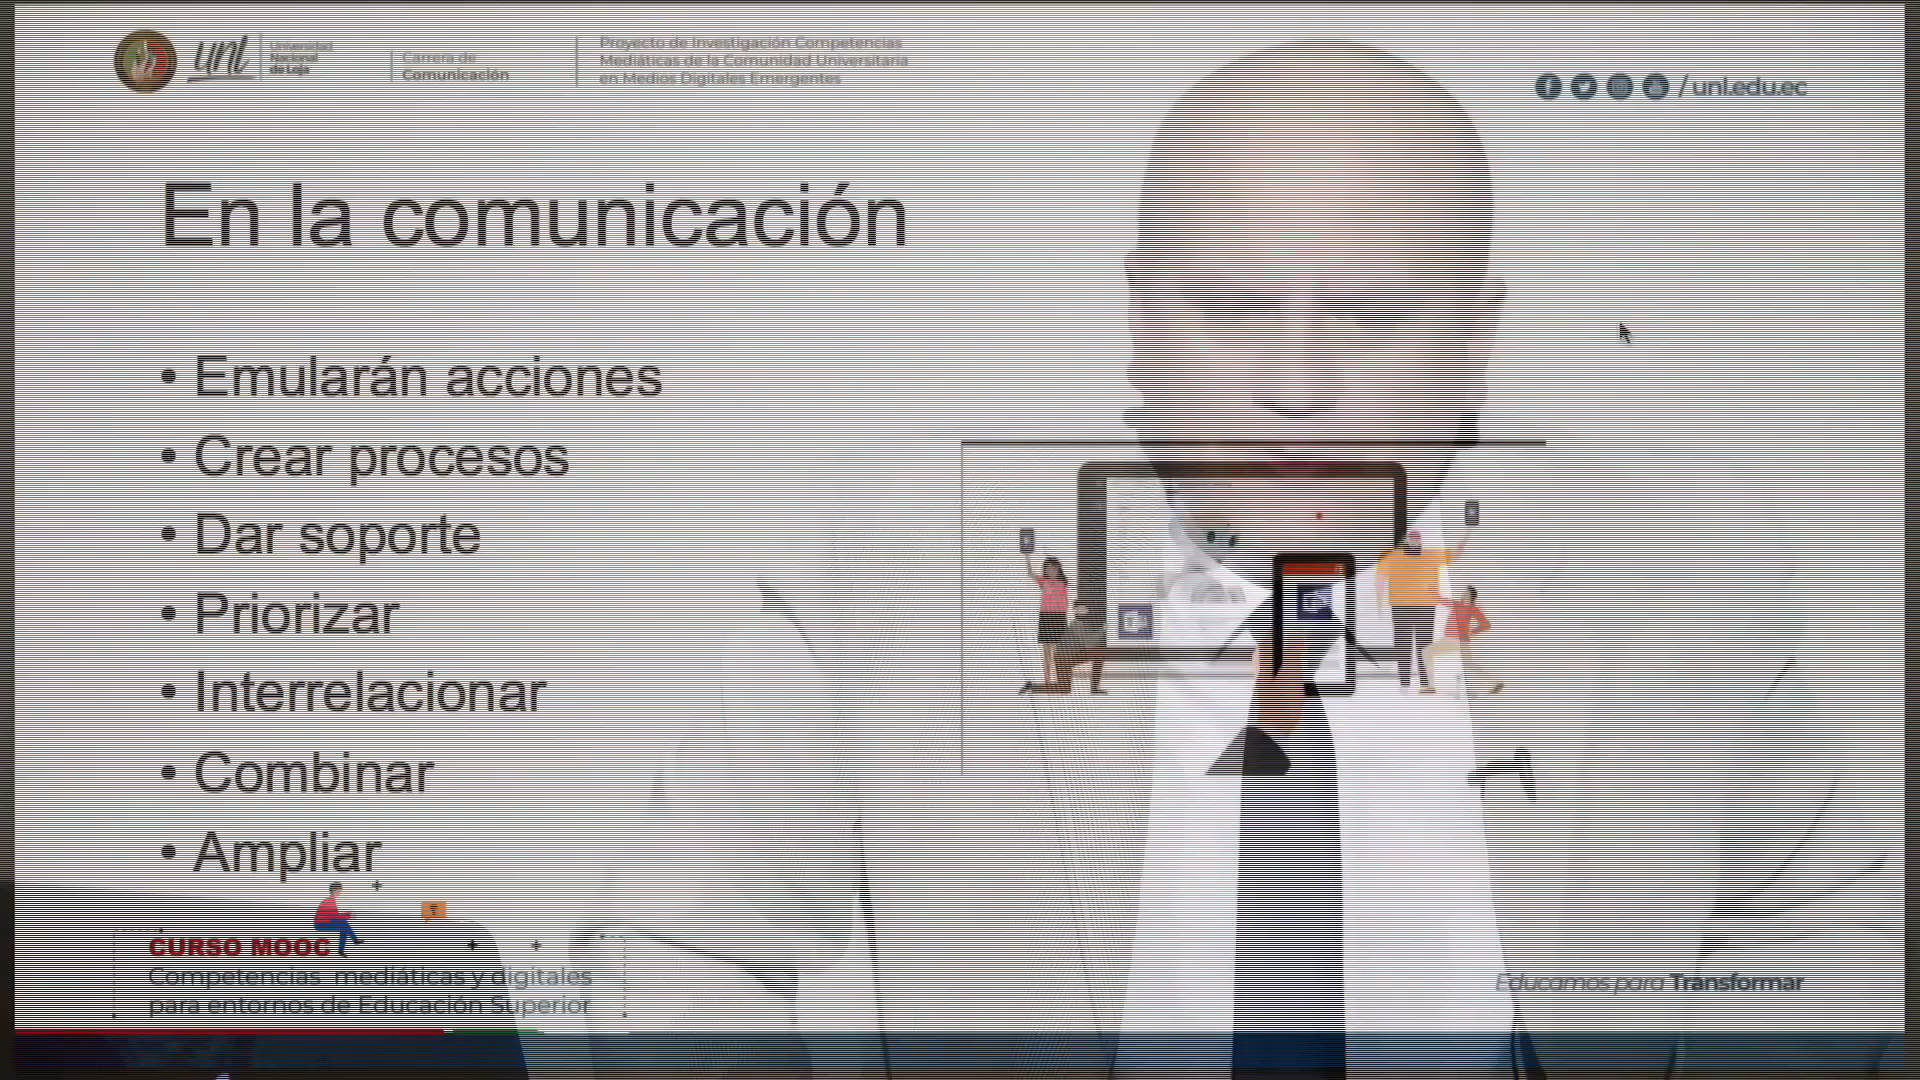 unl
Universidad
Nacional
de Loja
Carrera de
Comunicación
Proyecto de Investigación Competencias
Mediáticas de la Comunidad Universitaria
en Medios Digitales Emergentes
/ unl.edu.ec
En la comunicación
• Emularán acciones
• Crear procesos
• Dar soporte
• Priorizar
• Interrelacionar
• Combinar
• Ampliar
CURSO MOOC
Competencias mediáticas y digitales
para entornos de Educación Superior
Educamos para Transformar